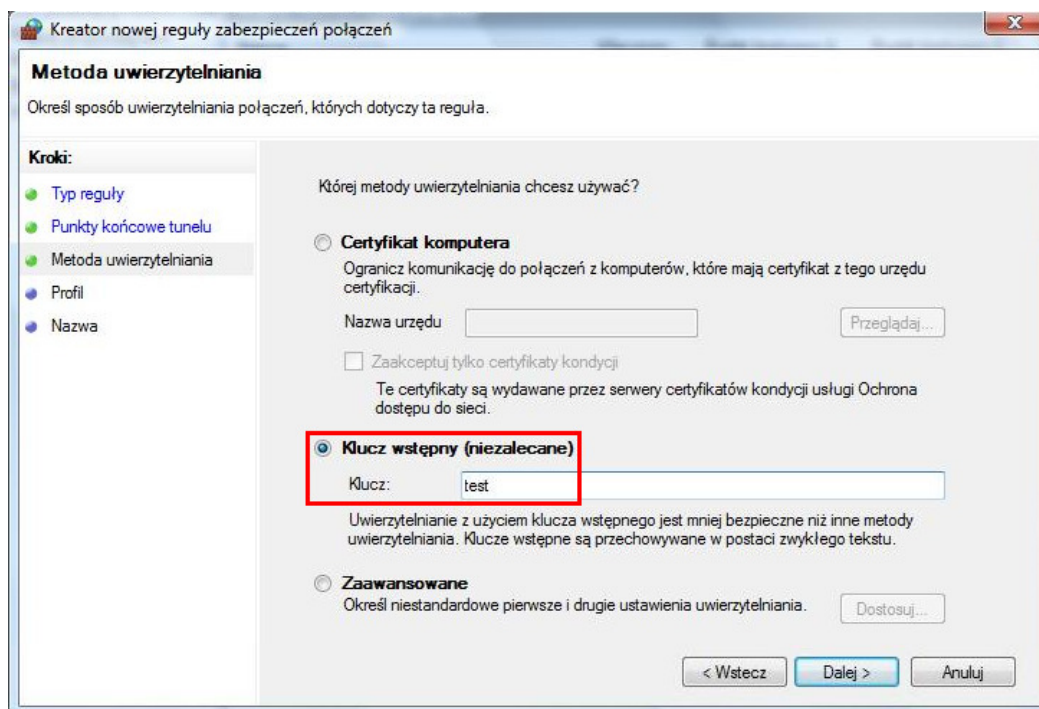 Kreator nowej reguły zabezpieczeń połączeń
Metoda uwierzytelniania
Określ sposób uwierzytelniania połączeń, których dotyczy ta reguła.
Kroki:
Typ reguły
Punkty końcowe tunelu
Metoda uwierzytelniania
Profil
Nazwa
Której metody uwierzytelniania chcesz używać?
Certyfikat komputera
Ogranicz komunikację do połączeń z komputerów, które mają certyfikat z tego urzędu
certyfikacji.
Nazwa urzędu
Przeglądaj...
Zaakceptuj tylko certyfikaty kondycji
Te certyfikaty są wydawane przez serwery certyfikatów kondycji usługi Ochrona
dostępu do sieci.
Klucz wstępny (niezalecane)
Klucz: test
Uwierzytelnianie z użyciem klucza wstępnego jest mniej bezpieczne niż inne metody
uwierzytelniania. Klucze wstępne są przechowywane w postaci zwykłego tekstu.
Zaawansowane
Określ niestandardowe pierwsze i drugie ustawienia uwierzytelniania.
Dostosuj...
< Wstecz
Dalej >
Anuluj